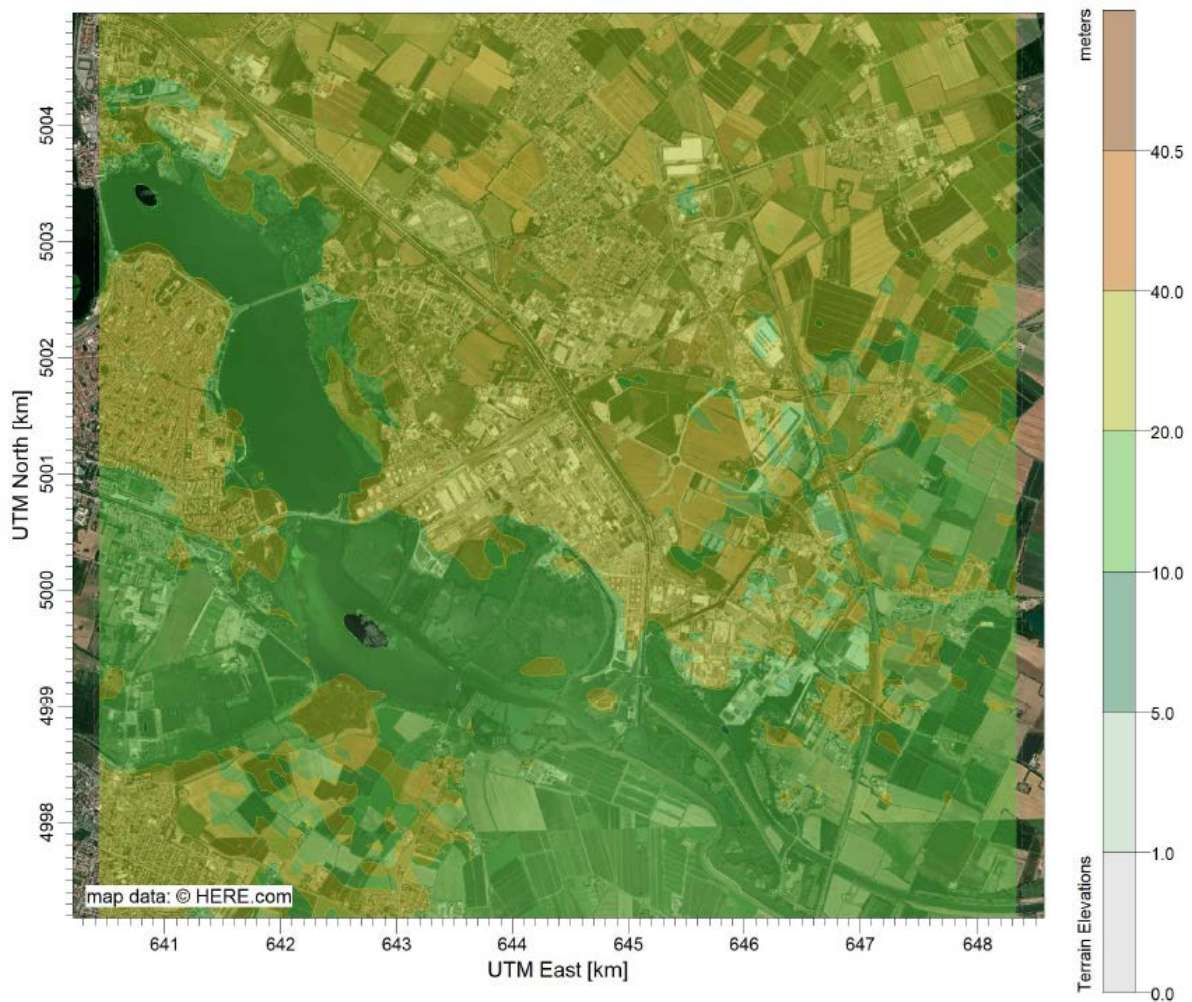 meters
40.5
40.0
20.0
10.0
5.0
1.0
0.0
Terrain Elevations
UTM North [km]
5004
5003
5002
5001
5000
4999
4998
map data: © HERE.com
641 642 643 644 645 646 647 648
UTM East [km]